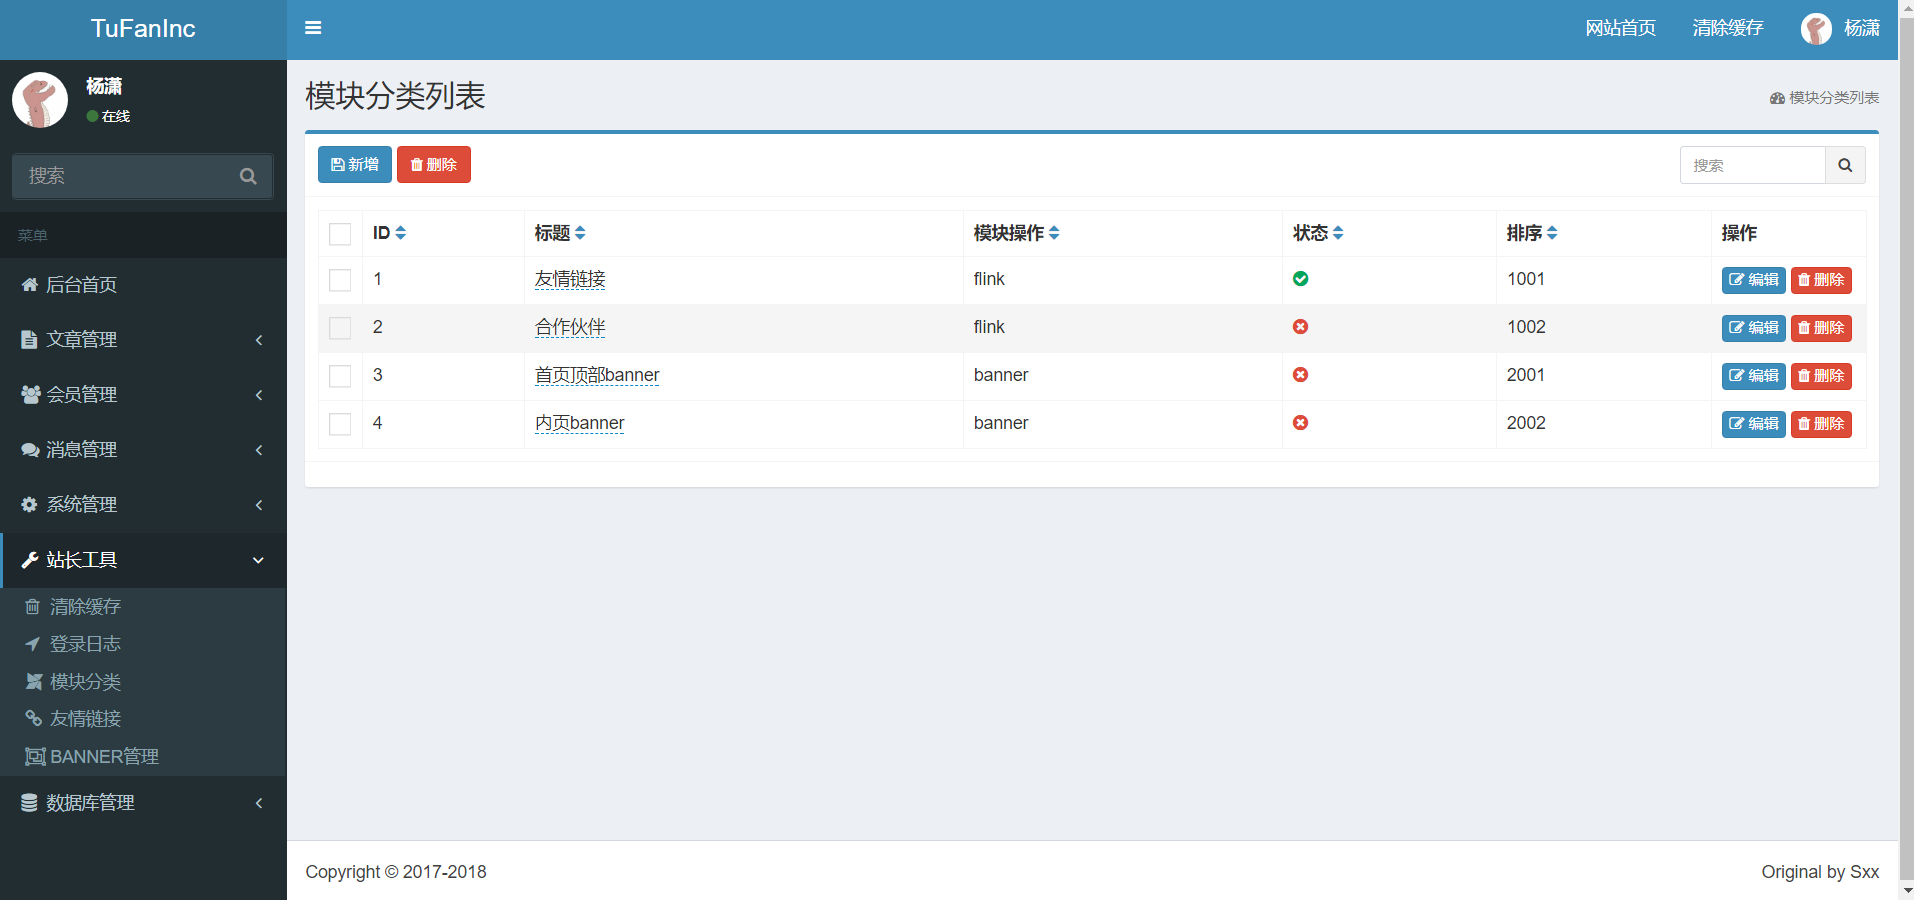 TuFanInc
网站首页 清除缓存 杨潇
杨潇
在线
搜索
菜单
后台首页
文章管理
会员管理
消息管理
系统管理
站长工具
清除缓存
登录日志
模块分类
友情链接
BANNER管理
数据库管理
模块分类列表
模块分类列表
新增 删除
搜索
ID 标题 模块操作 状态 排序 操作
1 友情链接 flink 1001 编辑 删除
2 合作伙伴 flink 1002 编辑 删除
3 首页顶部banner banner 2001 编辑 删除
4 内页banner banner 2002 编辑 删除
Copyright © 2017-2018
Original by Sxx